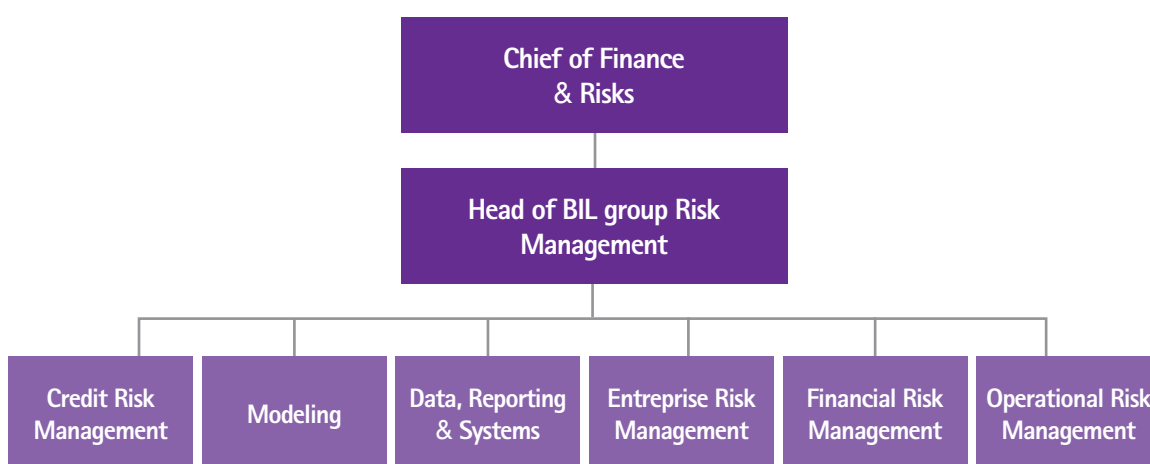 Chief of Finance
& Risks
Head of BIL group Risk
Management
Credit Risk
Management
Modeling
Data, Reporting
& Systems
Entreprise Risk
Management
Financial Risk
Management
Operational Risk
Management